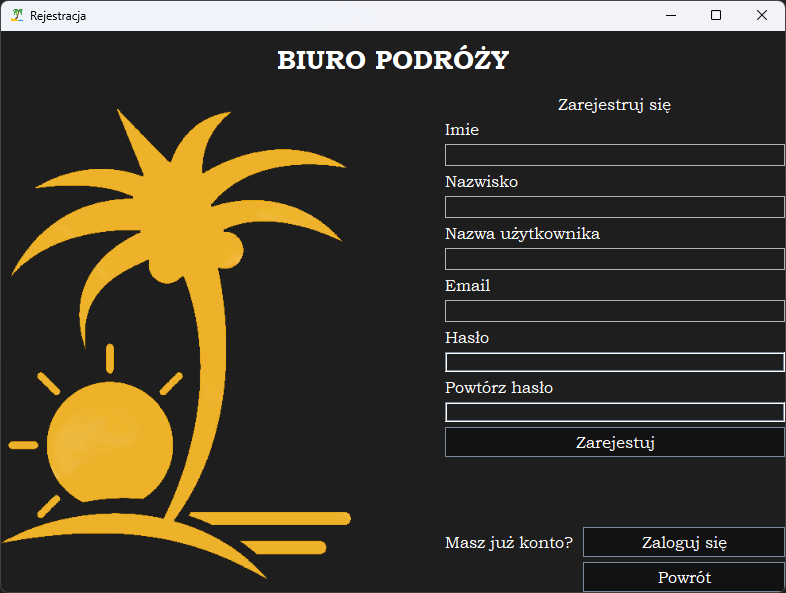 Rejestracja
BIURO PODRÓŻY
Zarejestruj się
Imie
Nazwisko
Nazwa użytkownika
Email
Hasło
Powtórz hasło
Zarejestuj
Masz już konto? Zaloguj się
Powrót